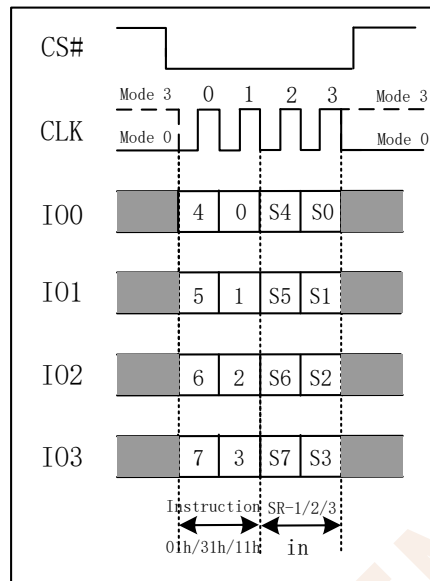 CS#
Mode 3 0 1 2 3 Mode 3
CLK
Mode 0 Mode 0
IO0 4 0 S4 S0
IO1 5 1 S5 S1
IO2 6 2 S6 S2
IO3 7 3 S7 S3
Instruction SR-1/2/3
01h/31h/11h in